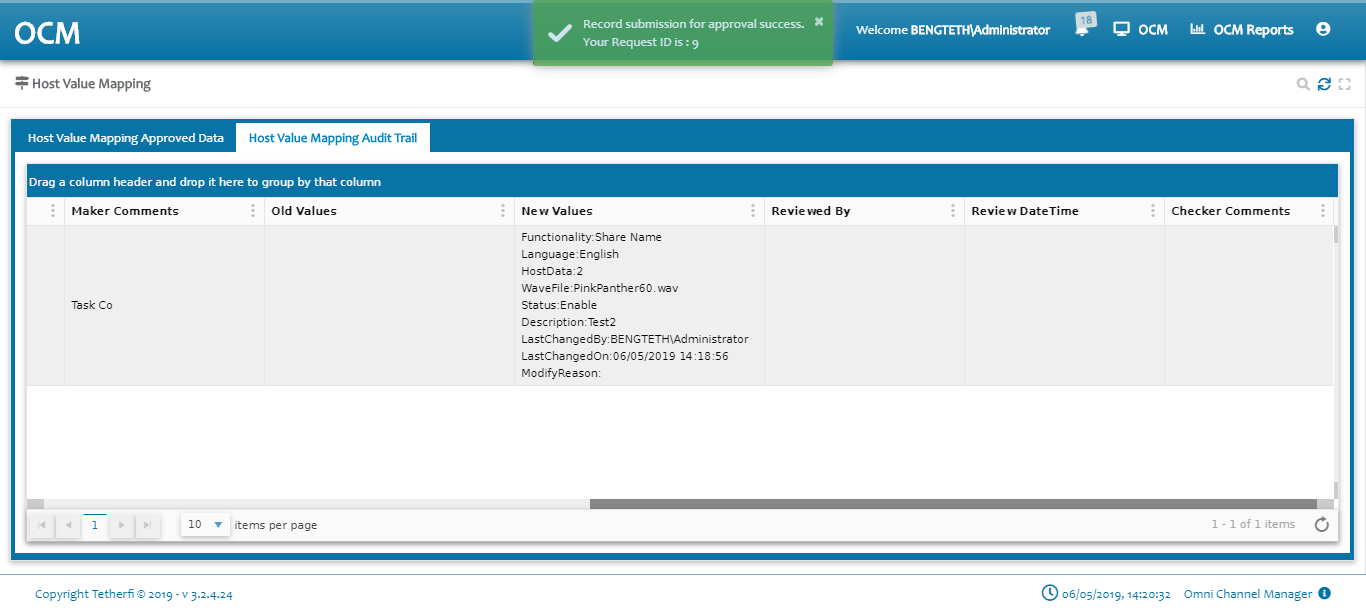 OCM
Record submission for approval success.
Your Request ID is : 9
Welcome BENGTETH\Administrator
18
OCM
OCM Reports
Host Value Mapping
Host Value Mapping Approved Data
Host Value Mapping Audit Trail
Drag a column header and drop it here to group by that column
Maker Comments
Old Values
New Values
Reviewed By
Review DateTime
Checker Comments
Task Co
Functionality:Share Name
Language:English
HostData:2
WaveFile:PinkPanther60.wav
Status:Enable
Description:Test2
LastChangedBy:BENGTETH\Administrator
LastChangedOn:06/05/2019 14:18:56
ModifyReason:
1
10
items per page
1 - 1 of 1 items
Copyright Tetherfi © 2019 - v 3.2.4.24
06/05/2019, 14:20:32
Omni Channel Manager